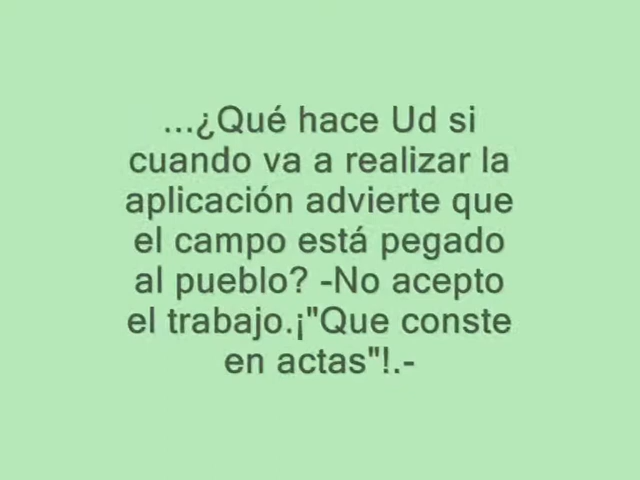 ...¿Qué hace Ud si
cuando va a realizar la
aplicación advierte que
el campo está pegado
al pueblo? -No acepto
el trabajo.¡"Que conste
en actas"!.-